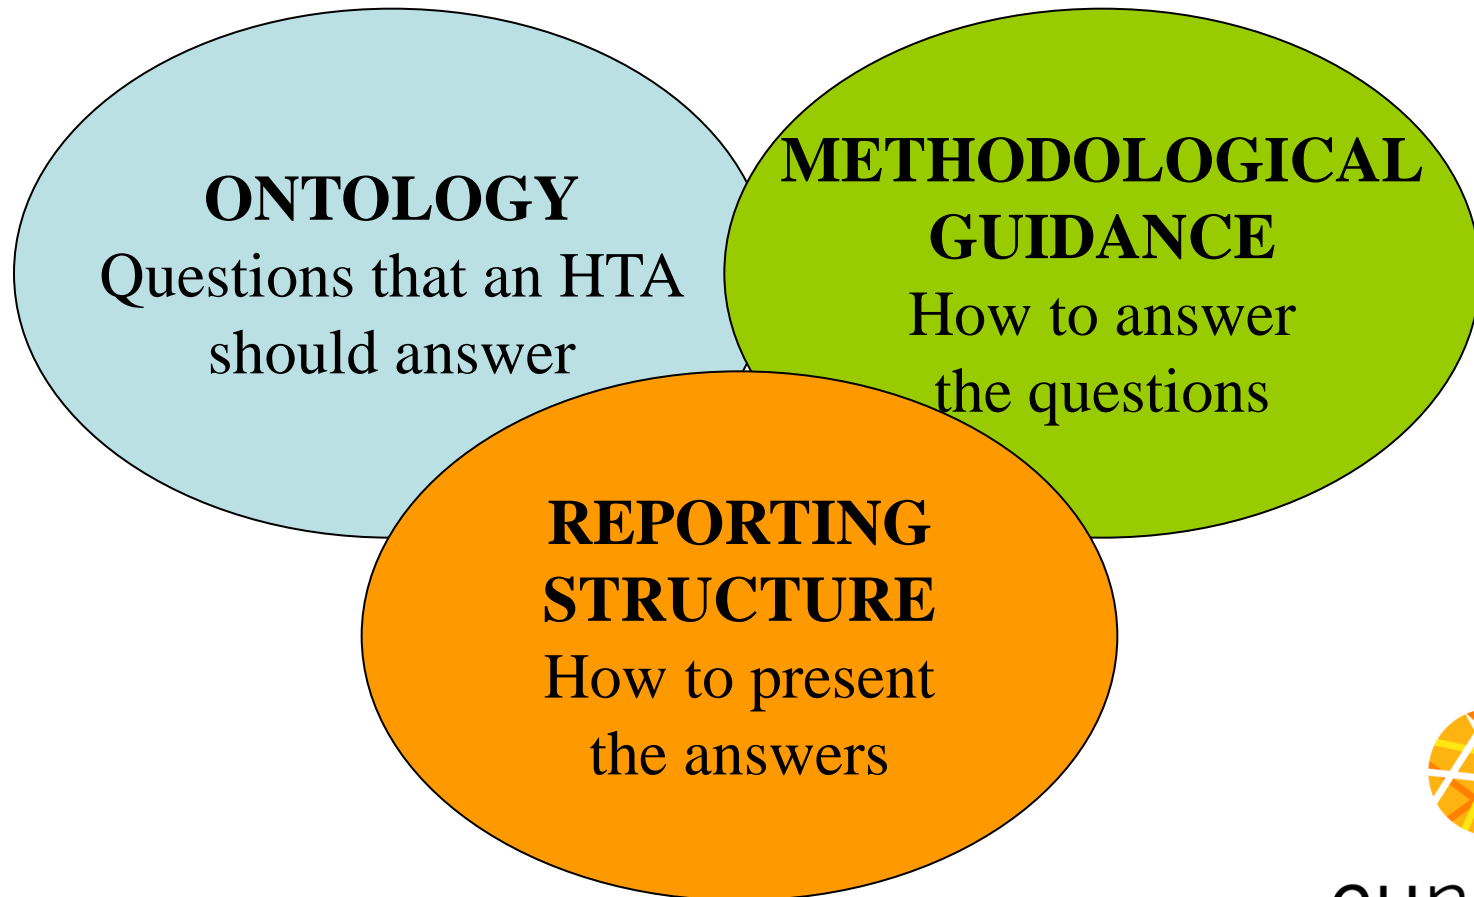 ONTOLOGY
Questions that an HTA
should answer
METHODOLOGICAL
GUIDANCE
How to answer
the questions
REPORTING
STRUCTURE
How to present
the answers